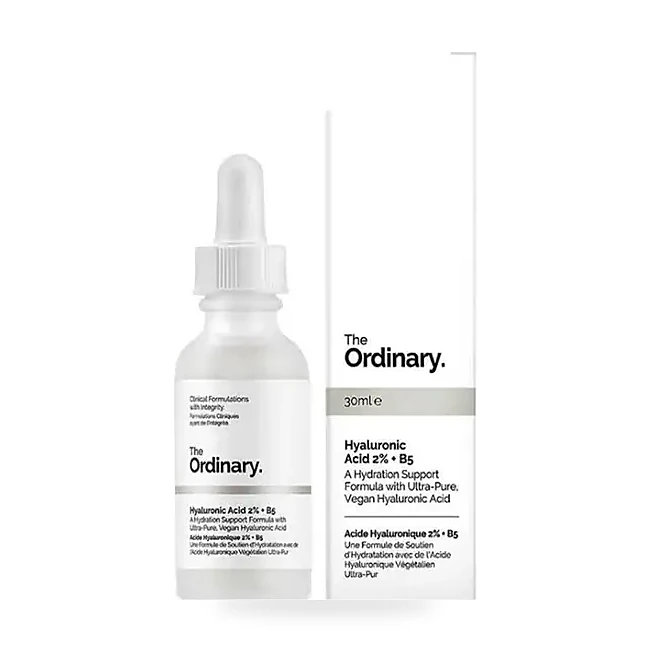 Clinical Formulations
with Integrity.
Formulations Cliniques
ayant de l'intégrité.
The
Ordinary.
Hyaluronic Acid 2% + B5
A Hydration Support Formula with
Ultra-Pure, Vegan Hyaluronic Acid
Acide Hyaluronique 2% + B5
Une Formule de Soutien d'Hydratation avec de
l'Acide Hyaluronique Végétalien Ultra-Pur
The
Ordinary.
30ml e
Hyaluronic
Acid 2% + B5
A Hydration Support
Formula with Ultra-Pure,
Vegan Hyaluronic Acid
Acide Hyaluronique 2% + B5
Une Formule de Soutien
d'Hydratation avec de l'Acide
Hyaluronique Végétalien
Ultra-Pur